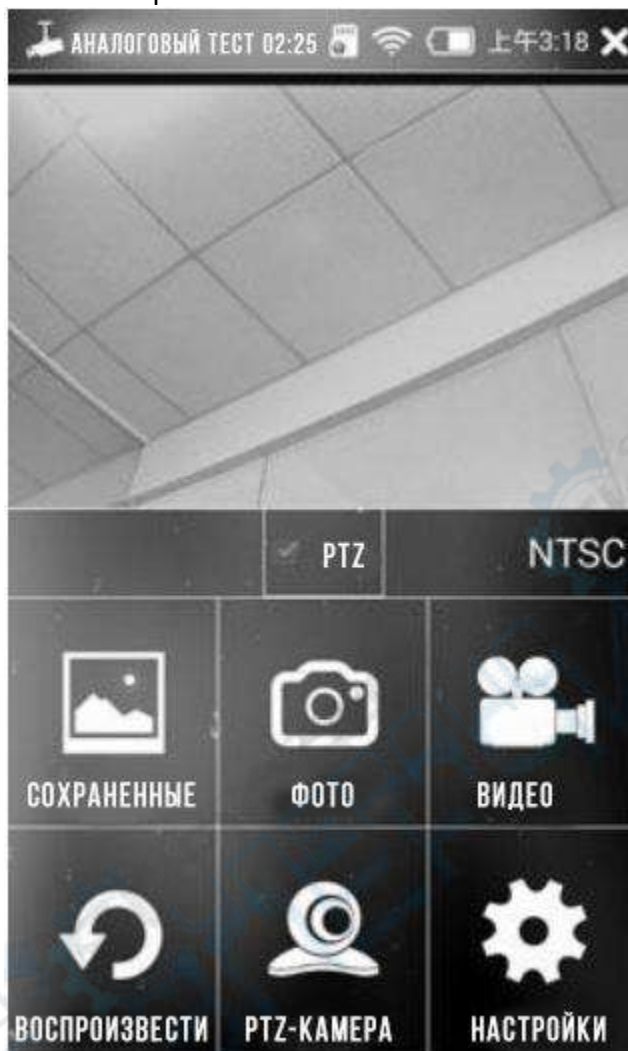 АНАЛОГОВЫЙ ТЕСТ 02:25 上午3:18
PTZ NTSC
СОХРАНЕННЫЕ ФОТО ВИДЕО
ВОСПРОИЗВЕСТИ PTZ-КАМЕРА НАСТРОЙКИ